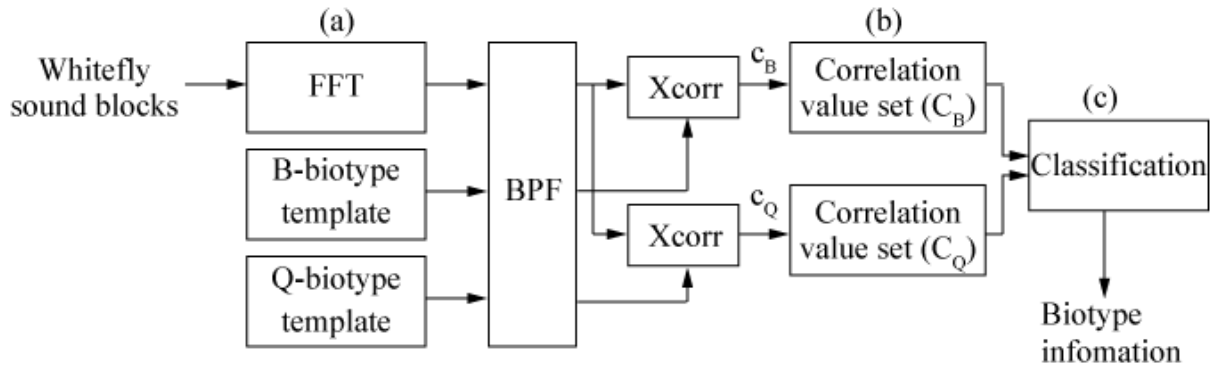 (a)
(b)
Whitefly
sound blocks
FFT
BPF
Xcorr
c_B
Correlation
value set (C_B)
(c)
Classification
B-biotype
template
Xcorr
c_Q
Correlation
value set (C_Q)
Q-biotype
template
Biotype
infomation